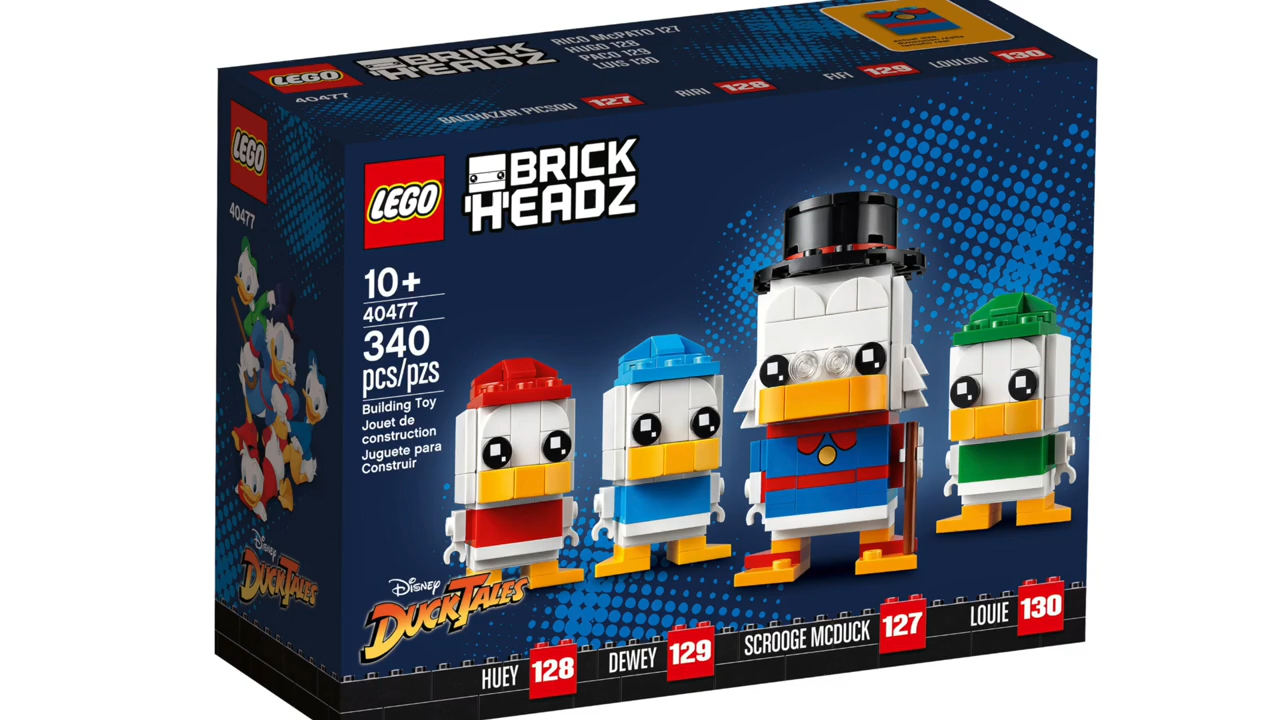 LEGO
BRICK
HEADZ
40477
RICO McPATO 127
HUGO 128
PACO 129
LUIS 130
BALTHAZAR PICSOU 127
RIRI 128
FIFI 129
LOULOU 130
LEGO
40477
Disney
DUCKTALES
LEGO
BRICK
HEADZ
10+
40477
340
pcs/pzs
Building Toy
Jouet de
construction
Juguete para
Construir
Disney
DUCKTALES
HUEY 128
DEWEY 129
SCROOGE MCDUCK 127
LOUIE 130